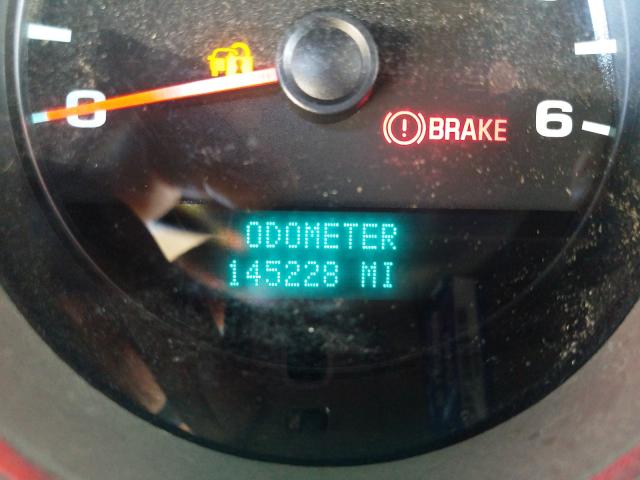 0
BRAKE
6
ODOMETER
145228 MI